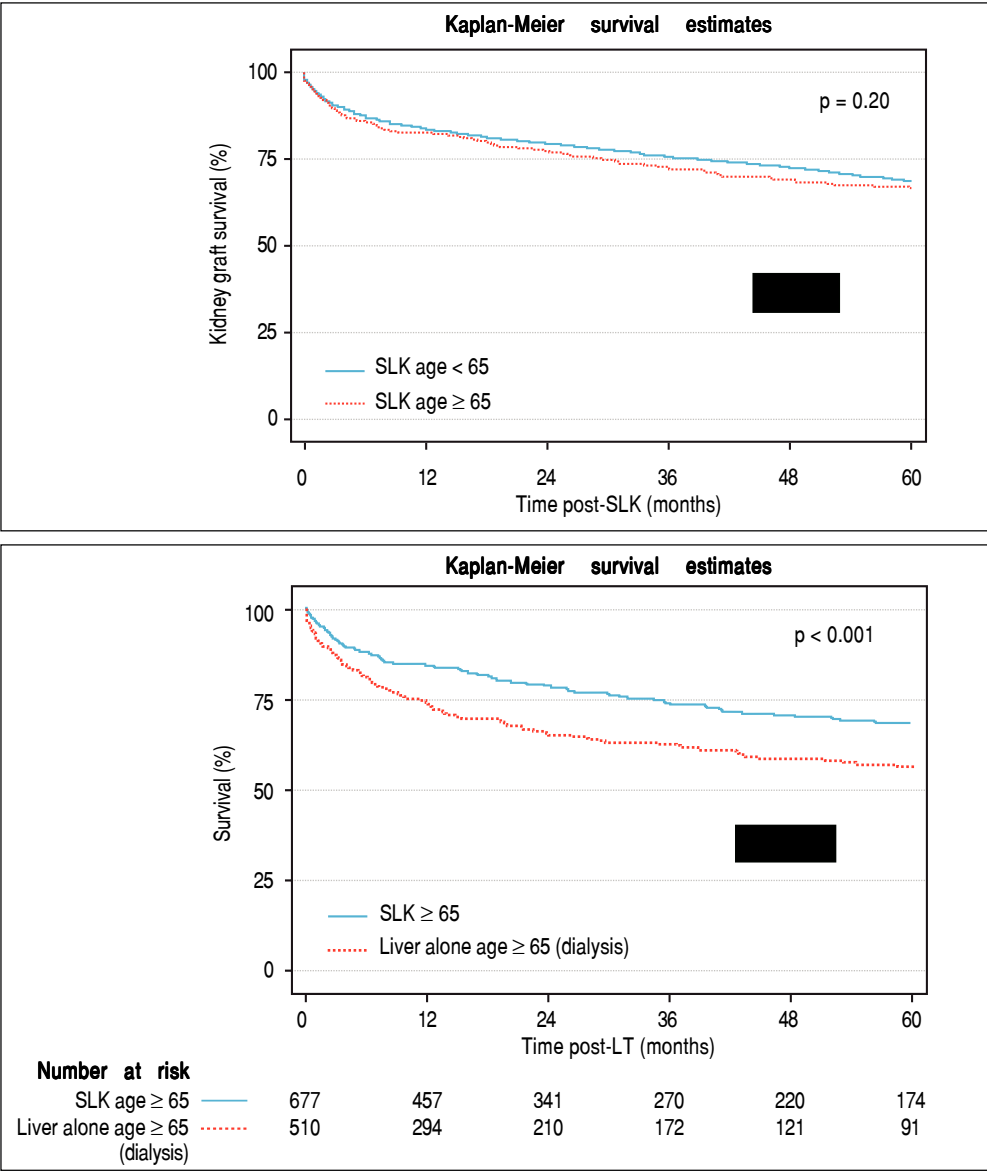 Kaplan-Meier survival estimates
100
75
50
25
0
Kidney graft survival (%)
p = 0.20
SLK age < 65
SLK age ≥ 65
0 12 24 36 48 60
Time post-SLK (months)
Kaplan-Meier survival estimates
100
75
50
25
0
Survival (%)
p < 0.001
SLK ≥ 65
Liver alone age ≥ 65 (dialysis)
0 12 24 36 48 60
Time post-LT (months)
Number at risk
SLK age ≥ 65 677 457 341 270 220 174
Liver alone age ≥ 65 510 294 210 172 121 91
(dialysis)